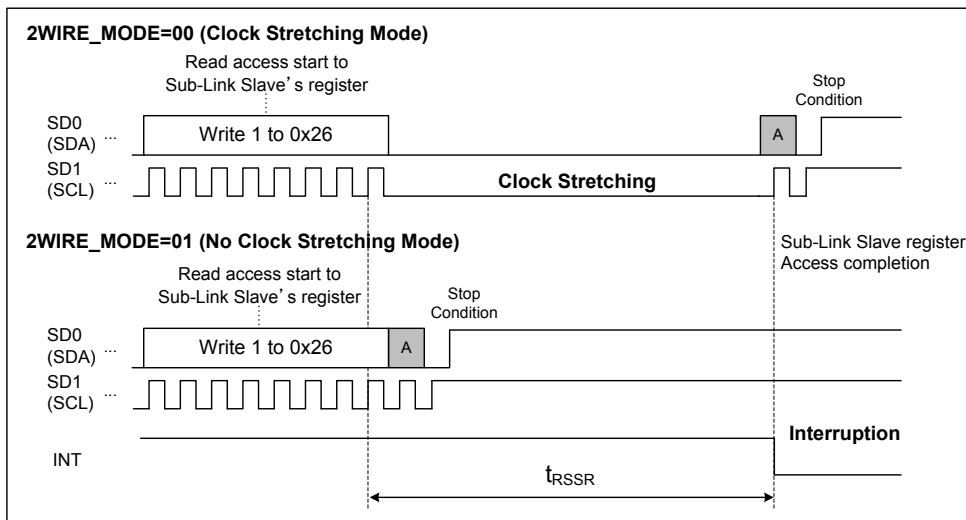 2WIRE_MODE=00 (Clock Stretching Mode)
Read access start to
Sub-Link Slave's register
Stop
Condition
SD0
(SDA) ...
Write 1 to 0x26
A
SD1
(SCL) ...
Clock Stretching
2WIRE_MODE=01 (No Clock Stretching Mode)
Sub-Link Slave register
Access completion
Read access start to
Sub-Link Slave's register
Stop
Condition
SD0
(SDA) ...
Write 1 to 0x26
A
SD1
(SCL) ...
Interruption
INT
tRSSR